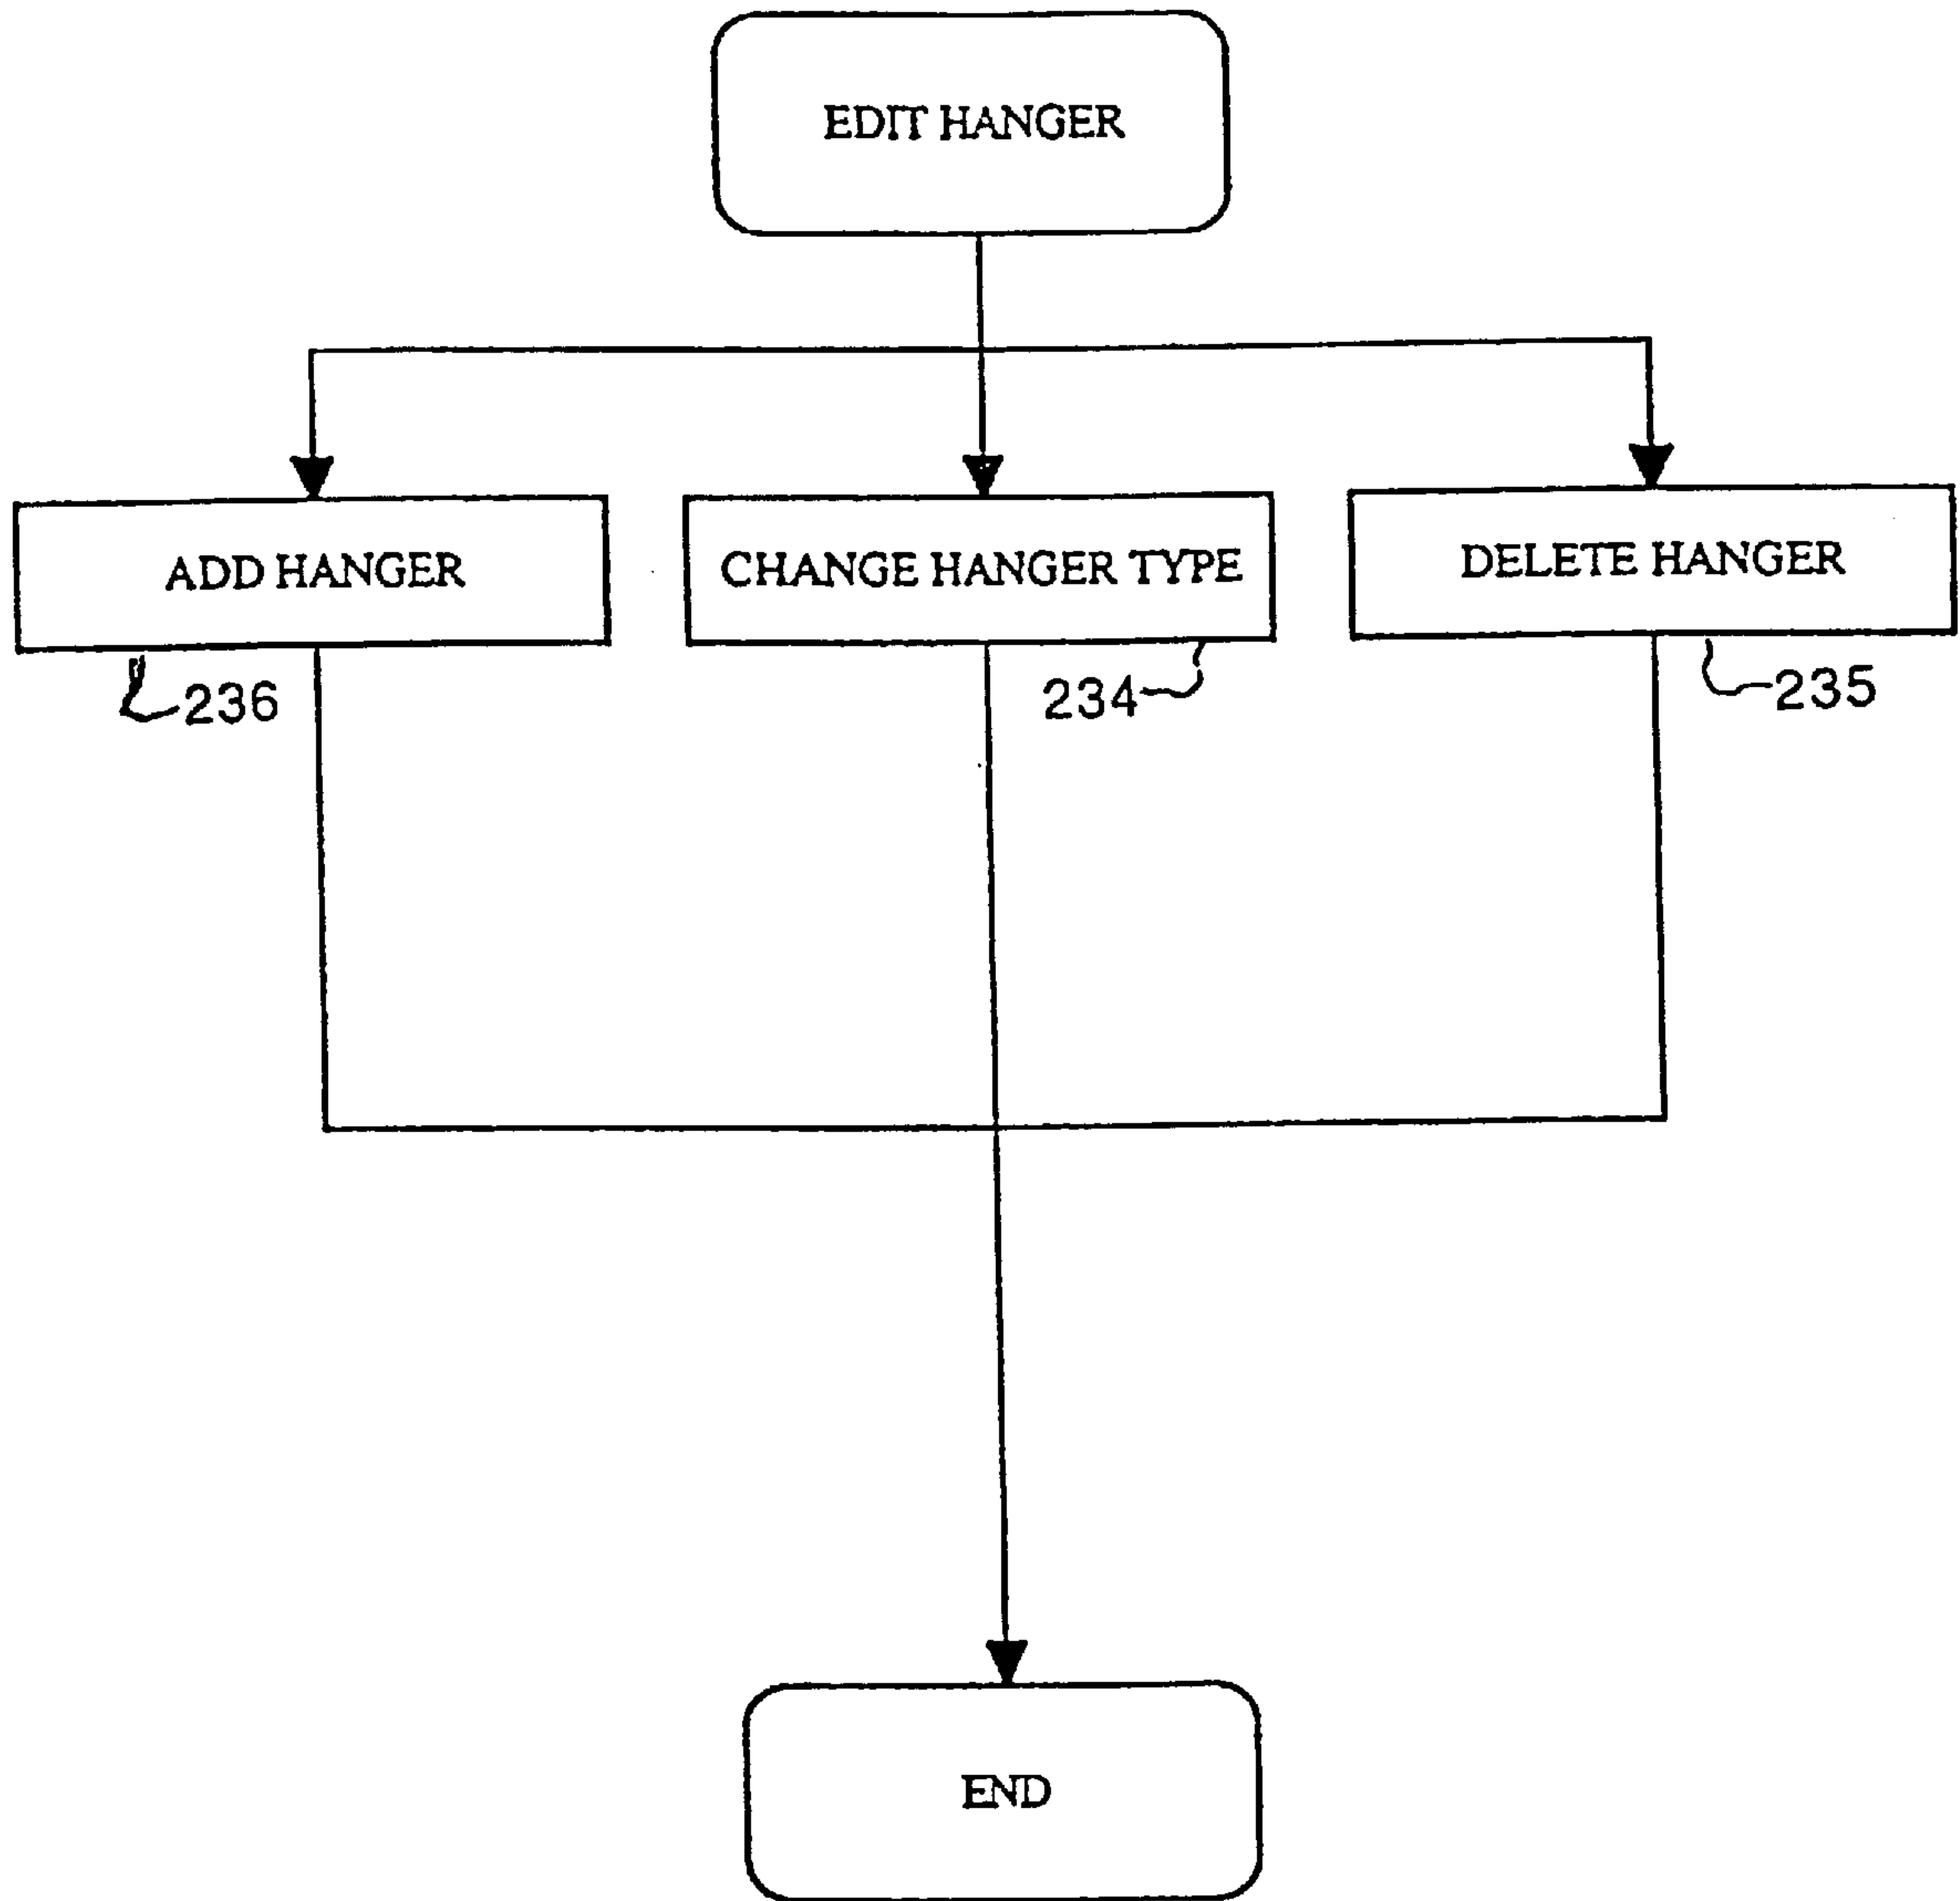 EDIT HANGER
ADD HANGER
CHANGE HANGER TYPE
DELETE HANGER
236
234
235
END